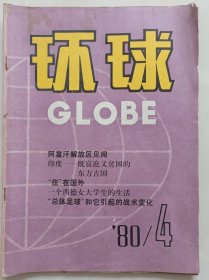 环球
GLOBE
阿富汗解放区见闻
印度——既富庶又贫困的
东方古国
“住”在国外
一个西德女大学生的生活
“总体足球”和它引起的战术变化
'80/4